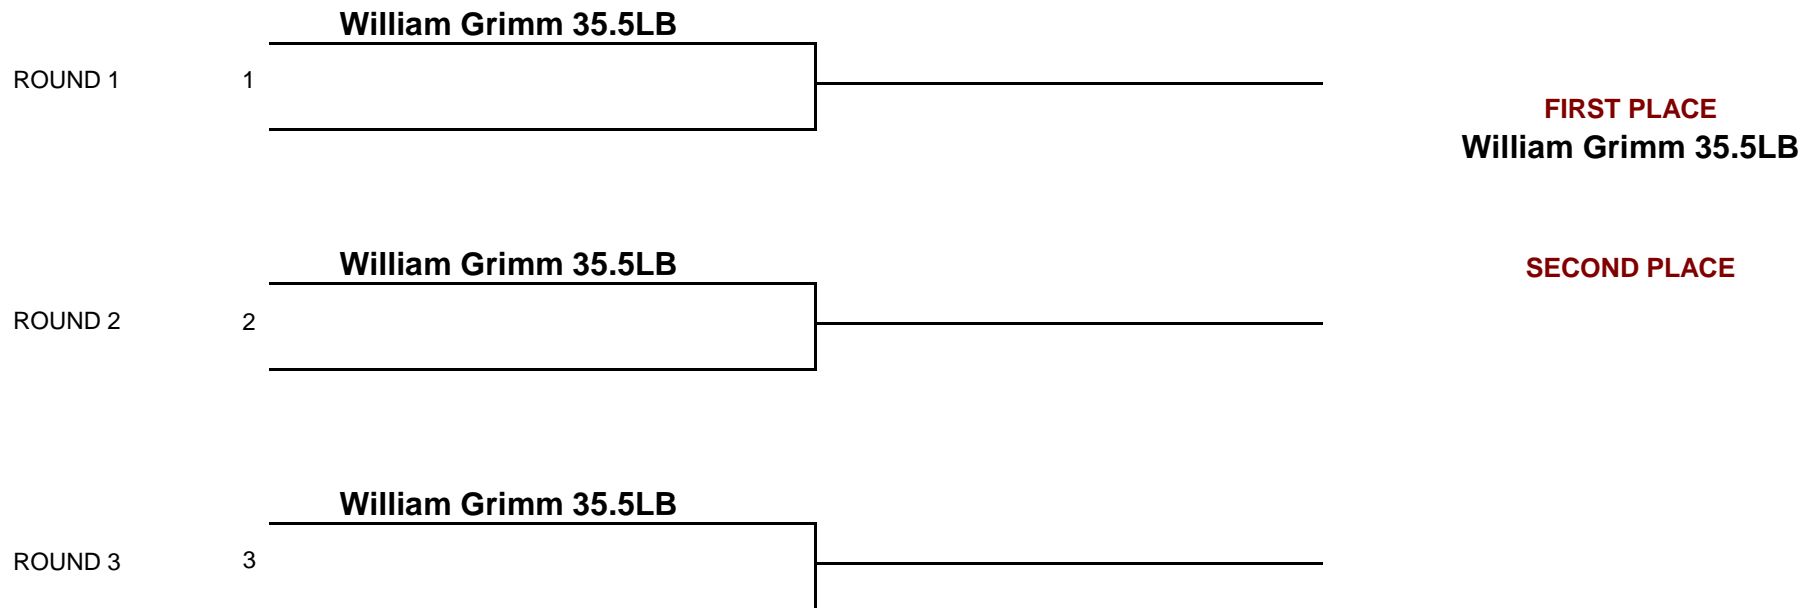 William Grimm 35.5LB
ROUND 1 1
FIRST PLACE
William Grimm 35.5LB
William Grimm 35.5LB
SECOND PLACE
ROUND 2 2
William Grimm 35.5LB
ROUND 3 3